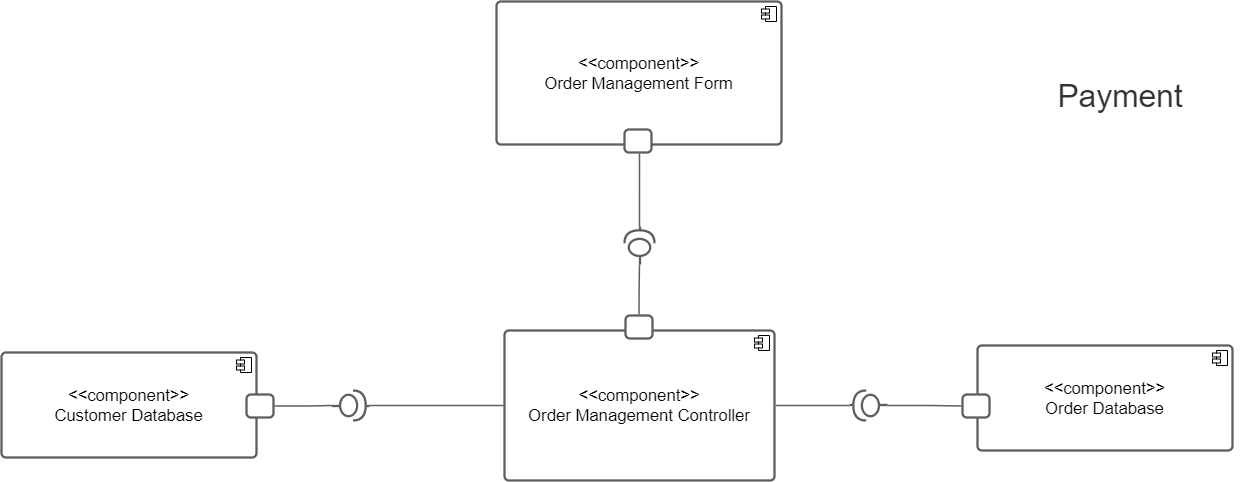 <<component>>
Order Management Form
Payment
<<component>>
Customer Database
<<component>>
Order Management Controller
<<component>>
Order Database